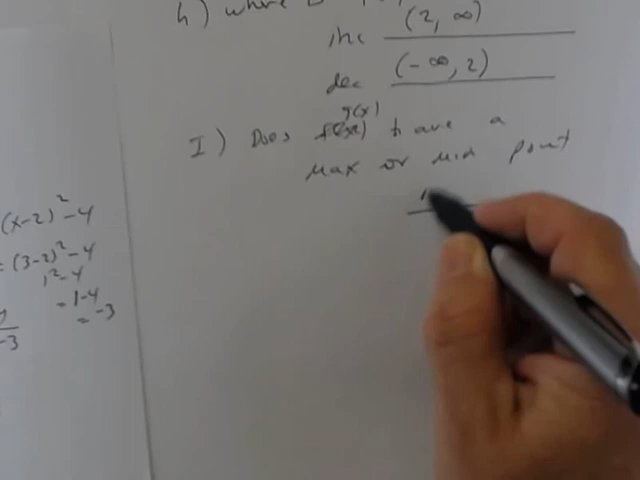 h) where
inc (2, ∞)
dec (-∞, 2)
g(x)
I) Does f(x) have a
Max or Min point
(x-2)² -4
= (3-2)² -4
1² -4
= 1-4
= -3
-3